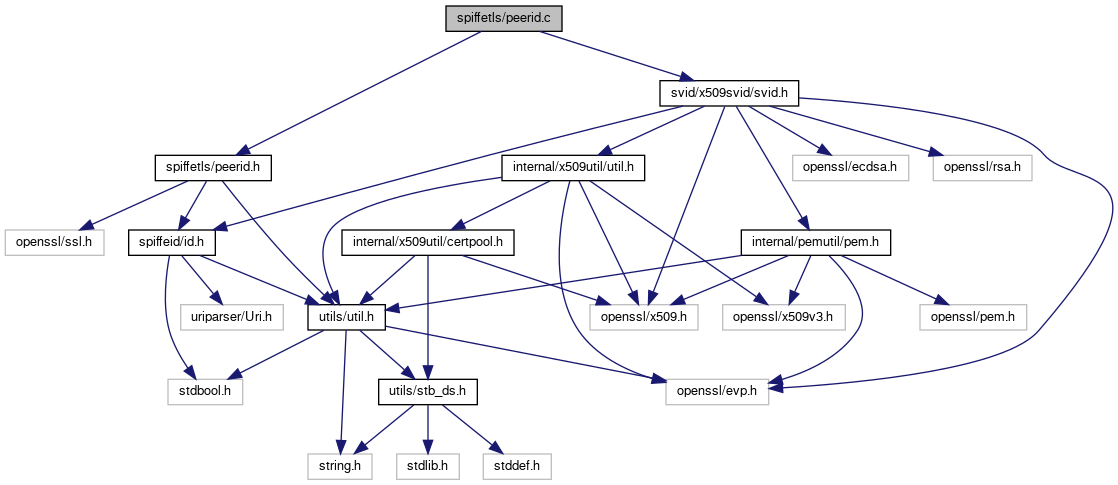 spiffetls/peerid.c
svid/x509svid/svid.h
spiffetls/peerid.h
internal/x509util/util.h
openssl/ecdsa.h
openssl/rsa.h
openssl/ssl.h
spiffeid/id.h
internal/x509util/certpool.h
internal/pemutil/pem.h
uriparser/Uri.h
utils/util.h
openssl/x509.h
openssl/x509v3.h
openssl/pem.h
stdbool.h
utils/stb_ds.h
openssl/evp.h
string.h
stdlib.h
stddef.h